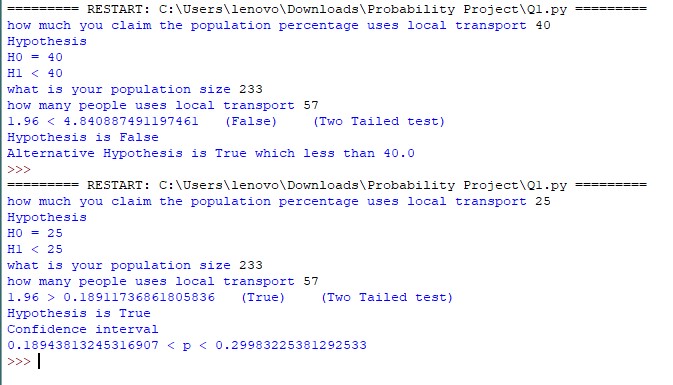 ========= RESTART: C:\Users\lenovo\Downloads\Probability Project\Q1.py =========
how much you claim the population percentage uses local transport 40
Hypothesis
H0 = 40
H1 < 40
what is your population size 233
how many people uses local transport 57
1.96 < 4.840887491197461   (False)    (Two Tailed test)
Hypothesis is False
Alternative Hypothesis is True which less than 40.0
>>>
========= RESTART: C:\Users\lenovo\Downloads\Probability Project\Q1.py =========
how much you claim the population percentage uses local transport 25
Hypothesis
H0 = 25
H1 < 25
what is your population size 233
how many people uses local transport 57
1.96 > 0.18911736861805836   (True)    (Two Tailed test)
Hypothesis is True
Confidence interval
0.18943813245316907 < p < 0.29983225381292533
>>>